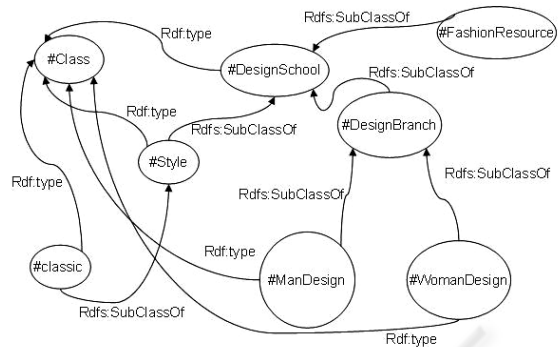 Rdfs:SubClassOf
#FashionResource
Rdf:type
#Class
#DesignSchool
Rdfs:SubClassOf
Rdf:type
Rdfs:SubClassOf
#DesignBranch
#Style
Rdf:type
Rdfs:SubClassOf
Rdfs:SubClassOf
Rdf:type
#classic
#ManDesign
#WomanDesign
Rdfs:SubClassOf
Rdf:type